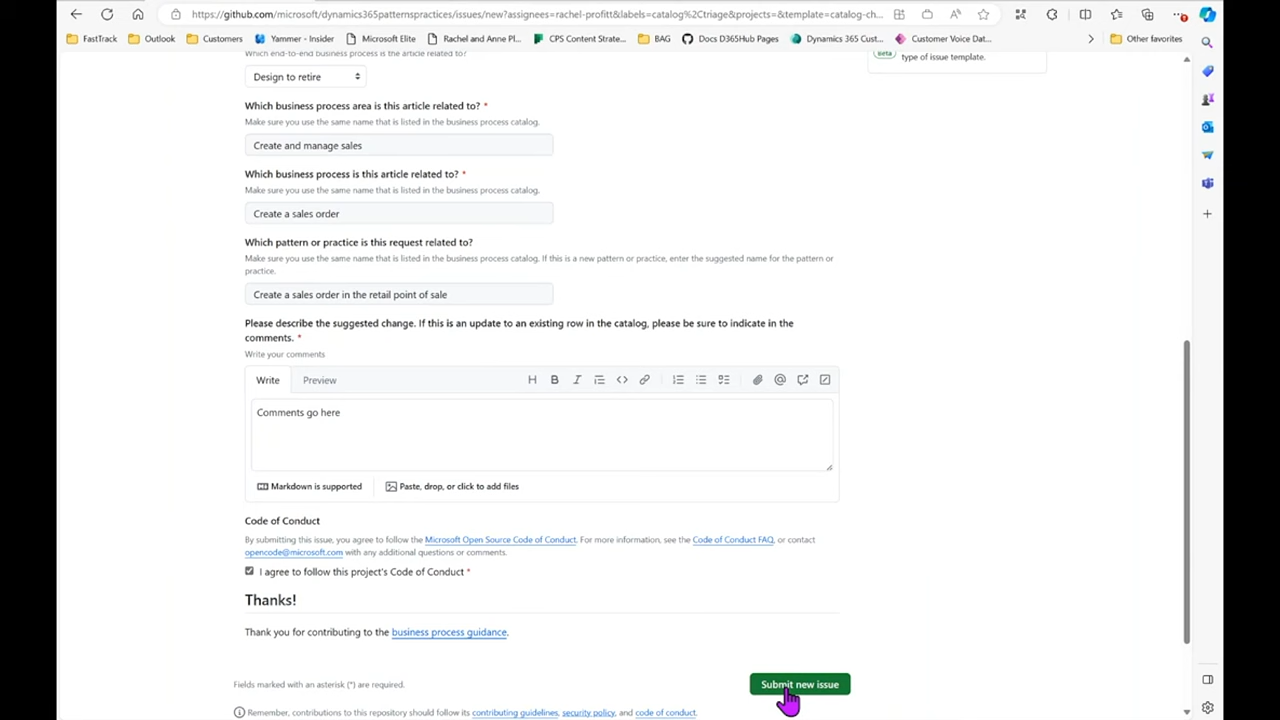 https://github.com/microsoft/dynamics365patternspractices/issues/new?assignees=rachel-profitt&labels=catalog%2Ctriage&projects=&template=catalog-ch...
FastTrack
Outlook
Customers
Yammer - Insider
Microsoft Elite
Rachel and Anne Pl...
CPS Content Strate...
BAG
Docs D365Hub Pages
Dynamics 365 Cust...
Customer Voice Dat...
Other favorites
Which end-to-end business process is the article related to?
Beta
type of issue template.
Design to retire
Which business process area is this article related to? *
Make sure you use the same name that is listed in the business process catalog.
Create and manage sales
Which business process is this article related to? *
Make sure you use the same name that is listed in the business process catalog.
Create a sales order
Which pattern or practice is this request related to?
Make sure you use the same name that is listed in the business process catalog. If this is a new pattern or practice, enter the suggested name for the pattern or
practice.
Create a sales order in the retail point of sale
Please describe the suggested change. If this is an update to an existing row in the catalog, please be sure to indicate in the
comments. *
Write your comments
Write
Preview
Comments go here
Markdown is supported
Paste, drop, or click to add files
Code of Conduct
By submitting this issue, you agree to follow the Microsoft Open Source Code of Conduct. For more information, see the Code of Conduct FAQ, or contact
opencode@microsoft.com with any additional questions or comments.
I agree to follow this project's Code of Conduct *
Thanks!
Thank you for contributing to the business process guidance.
Fields marked with an asterisk (*) are required.
Submit new issue
Remember, contributions to this repository should follow its contributing guidelines, security policy, and code of conduct.